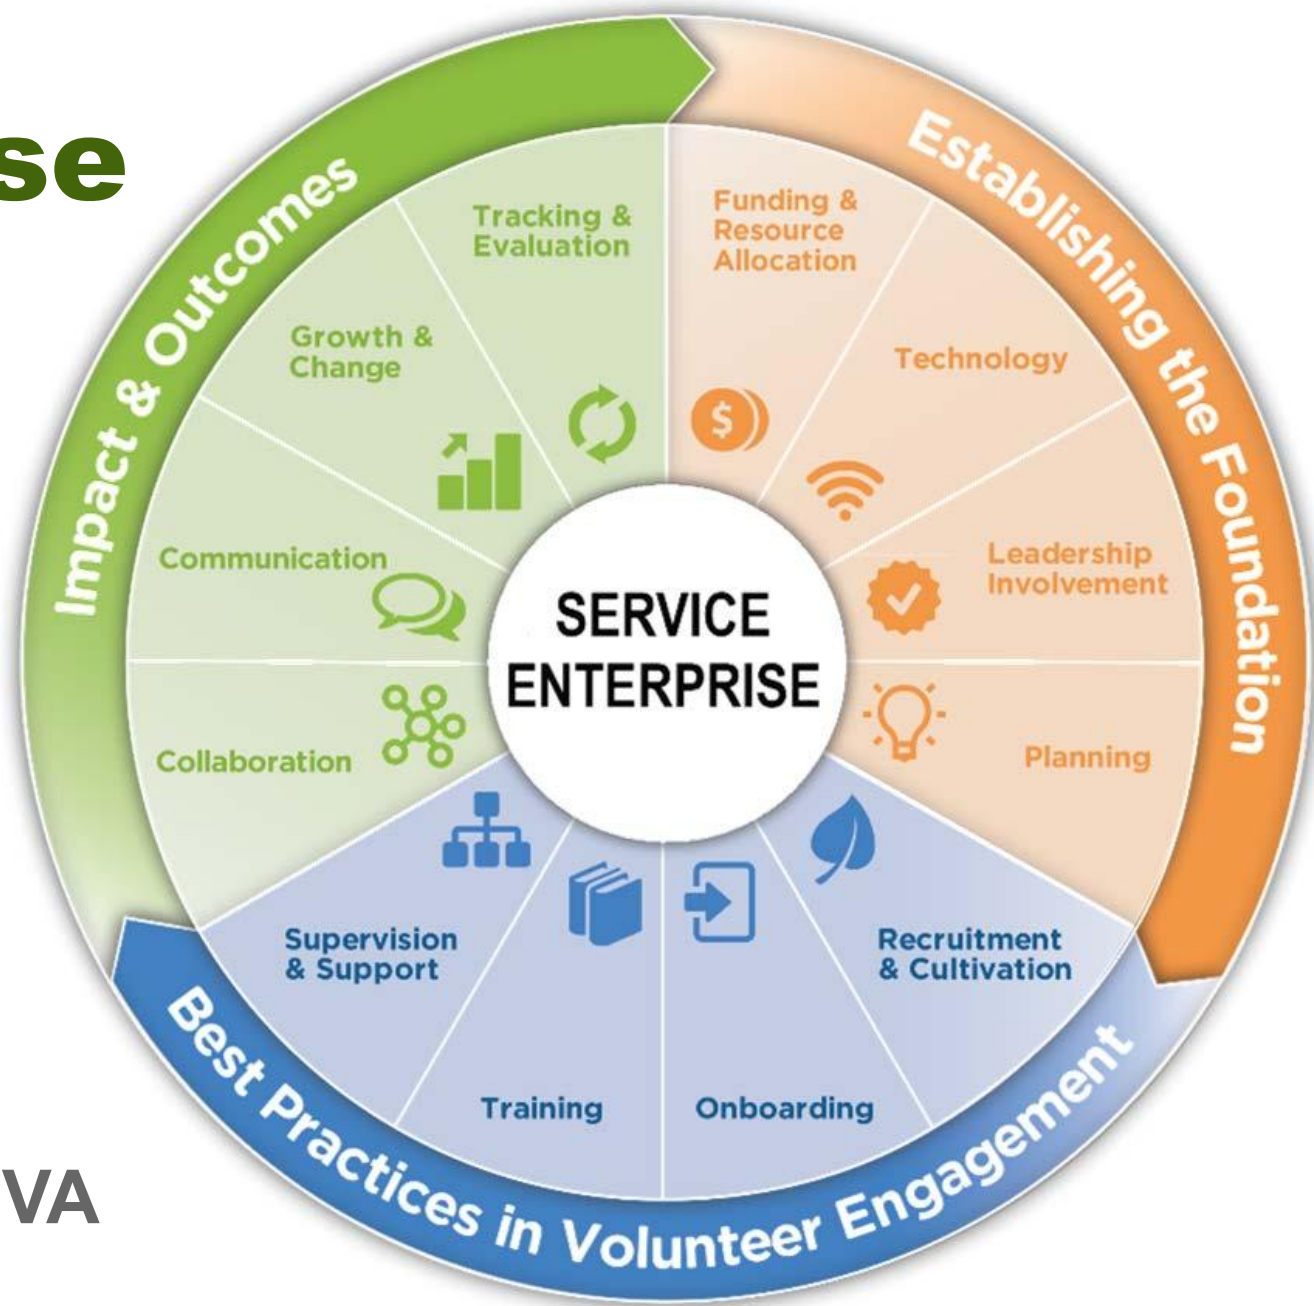 se
Impact & Outcomes
Establishing the Foundation
Tracking &
Evaluation
Funding &
Resource
Allocation
Growth &
Change
Technology
$
Communication
Leadership
Involvement
SERVICE
ENTERPRISE
Collaboration
Planning
Supervision
& Support
Recruitment
& Cultivation
Training
Onboarding
Best Practices in Volunteer Engagement
VA